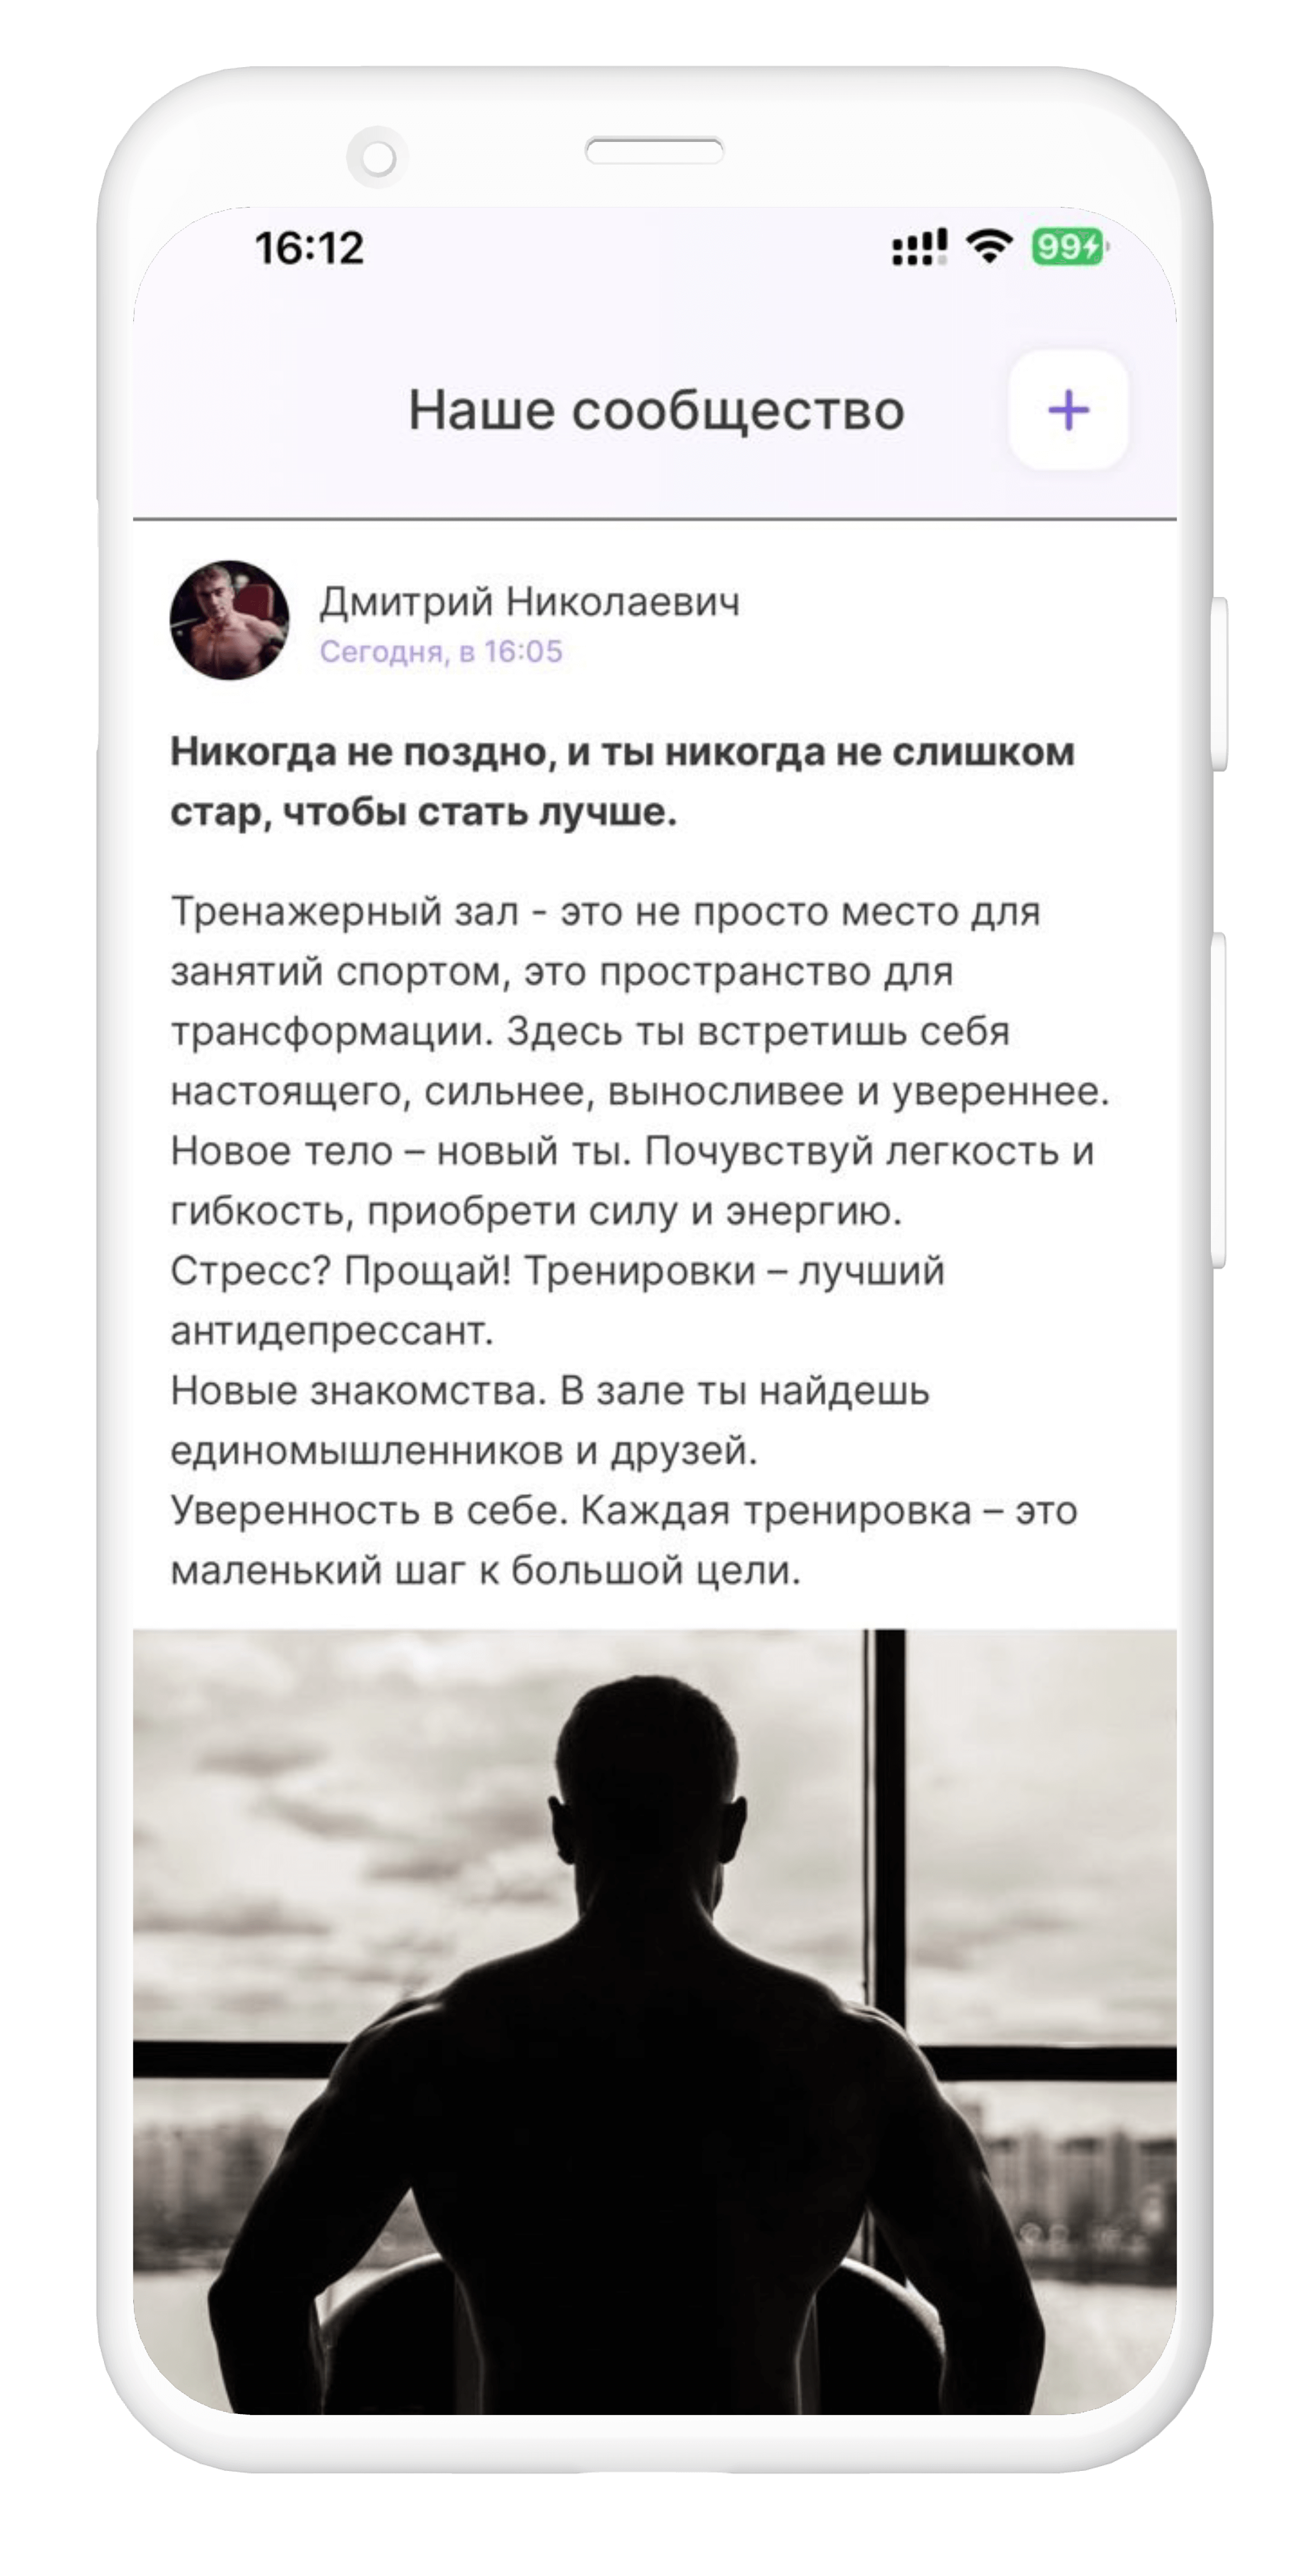 16:12
99
Наше сообщество
+
Дмитрий Николаевич
Сегодня, в 16:05
Никогда не поздно, и ты никогда не слишком
стар, чтобы стать лучше.
Тренажерный зал - это не просто место для
занятий спортом, это пространство для
трансформации. Здесь ты встретишь себя
настоящего, сильнее, выносливее и увереннее.
Новое тело – новый ты. Почувствуй легкость и
гибкость, приобрети силу и энергию.
Стресс? Прощай! Тренировки – лучший
антидепрессант.
Новые знакомства. В зале ты найдешь
единомышленников и друзей.
Уверенность в себе. Каждая тренировка – это
маленький шаг к большой цели.